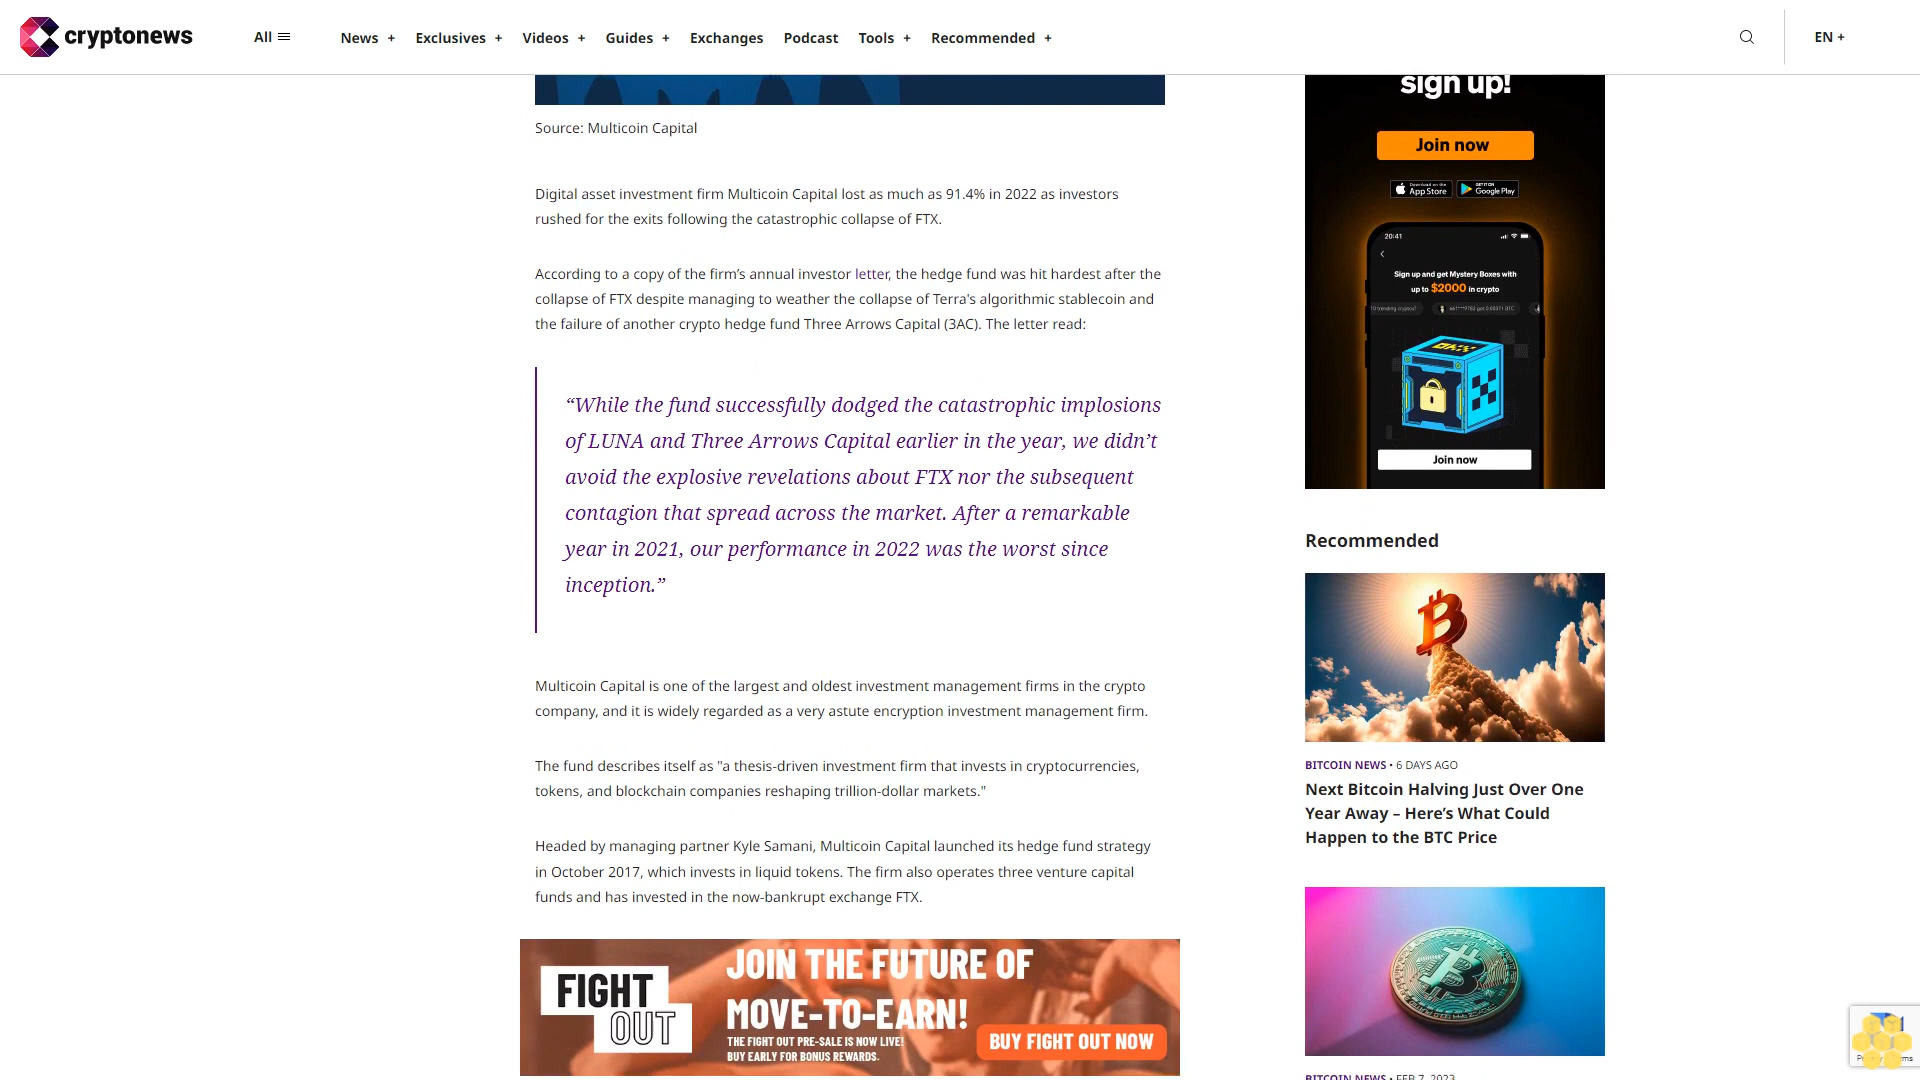 cryptonews
All
News +
Exclusives +
Videos +
Guides +
Exchanges
Podcast
Tools +
Recommended +
EN +
Source: Multicoin Capital
Digital asset investment firm Multicoin Capital lost as much as 91.4% in 2022 as investors
rushed for the exits following the catastrophic collapse of FTX.
According to a copy of the firm’s annual investor letter, the hedge fund was hit hardest after the
collapse of FTX despite managing to weather the collapse of Terra's algorithmic stablecoin and
the failure of another crypto hedge fund Three Arrows Capital (3AC). The letter read:
“While the fund successfully dodged the catastrophic implosions
of LUNA and Three Arrows Capital earlier in the year, we didn’t
avoid the explosive revelations about FTX nor the subsequent
contagion that spread across the market. After a remarkable
year in 2021, our performance in 2022 was the worst since
inception.”
Multicoin Capital is one of the largest and oldest investment management firms in the crypto
company, and it is widely regarded as a very astute encryption investment management firm.
The fund describes itself as "a thesis-driven investment firm that invests in cryptocurrencies,
tokens, and blockchain companies reshaping trillion-dollar markets."
Headed by managing partner Kyle Samani, Multicoin Capital launched its hedge fund strategy
in October 2017, which invests in liquid tokens. The firm also operates three venture capital
funds and has invested in the now-bankrupt exchange FTX.
FIGHT
OUT
JOIN THE FUTURE OF
MOVE-TO-EARN!
THE FIGHT OUT PRE-SALE IS NOW LIVE!
BUY EARLY FOR BONUS REWARDS.
BUY FIGHT OUT NOW
sign up!
Join now
Download on the
App Store
GET IT ON
Google Play
20:41
Sign up and get Mystery Boxes with
up to $2000 in crypto
Join now
Recommended
BITCOIN NEWS • 6 DAYS AGO
Next Bitcoin Halving Just Over One
Year Away – Here’s What Could
Happen to the BTC Price
BITCOIN NEWS • FEB 7, 2023